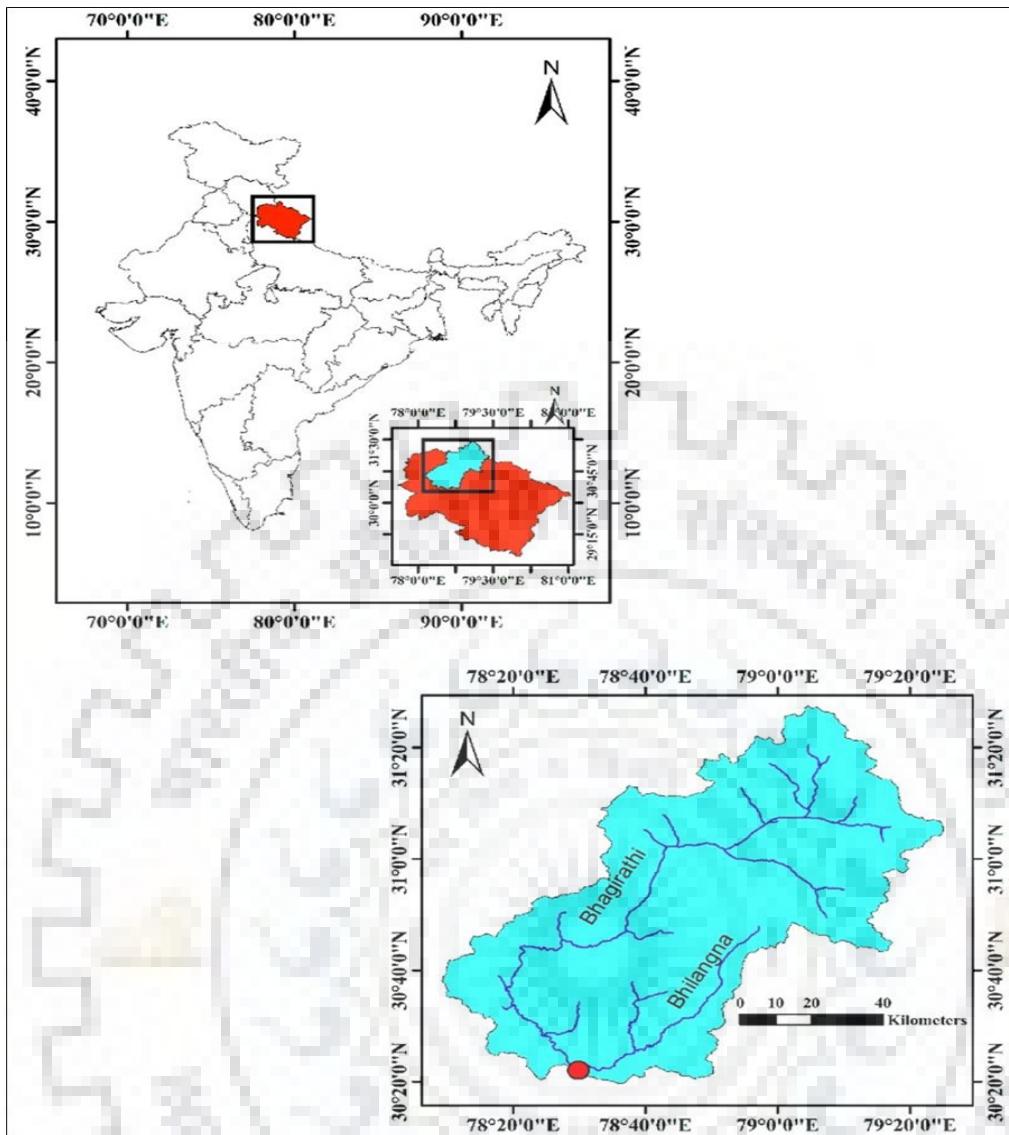 70°0'0"E 80°0'0"E 90°0'0"E
N
40°0'0"N 40°0'0"N
30°0'0"N 30°0'0"N
20°0'0"N 20°0'0"N
10°0'0"N 10°0'0"N
N
78°0'0"E 79°30'0"E
31°30'0"N
30°45'0"N
30°0'0"N
29°15'0"N
78°0'0"E 79°30'0"E 81°0'0"E
70°0'0"E 80°0'0"E 90°0'0"E
78°20'0"E 78°40'0"E 79°0'0"E 79°20'0"E
N
31°20'0"N 31°20'0"N
31°0'0"N 31°0'0"N
Bhagirathi
Bhilangna
30°40'0"N 30°40'0"N
0 10 20 40
Kilometers
30°20'0"N 30°20'0"N
78°20'0"E 78°40'0"E 79°0'0"E 79°20'0"E